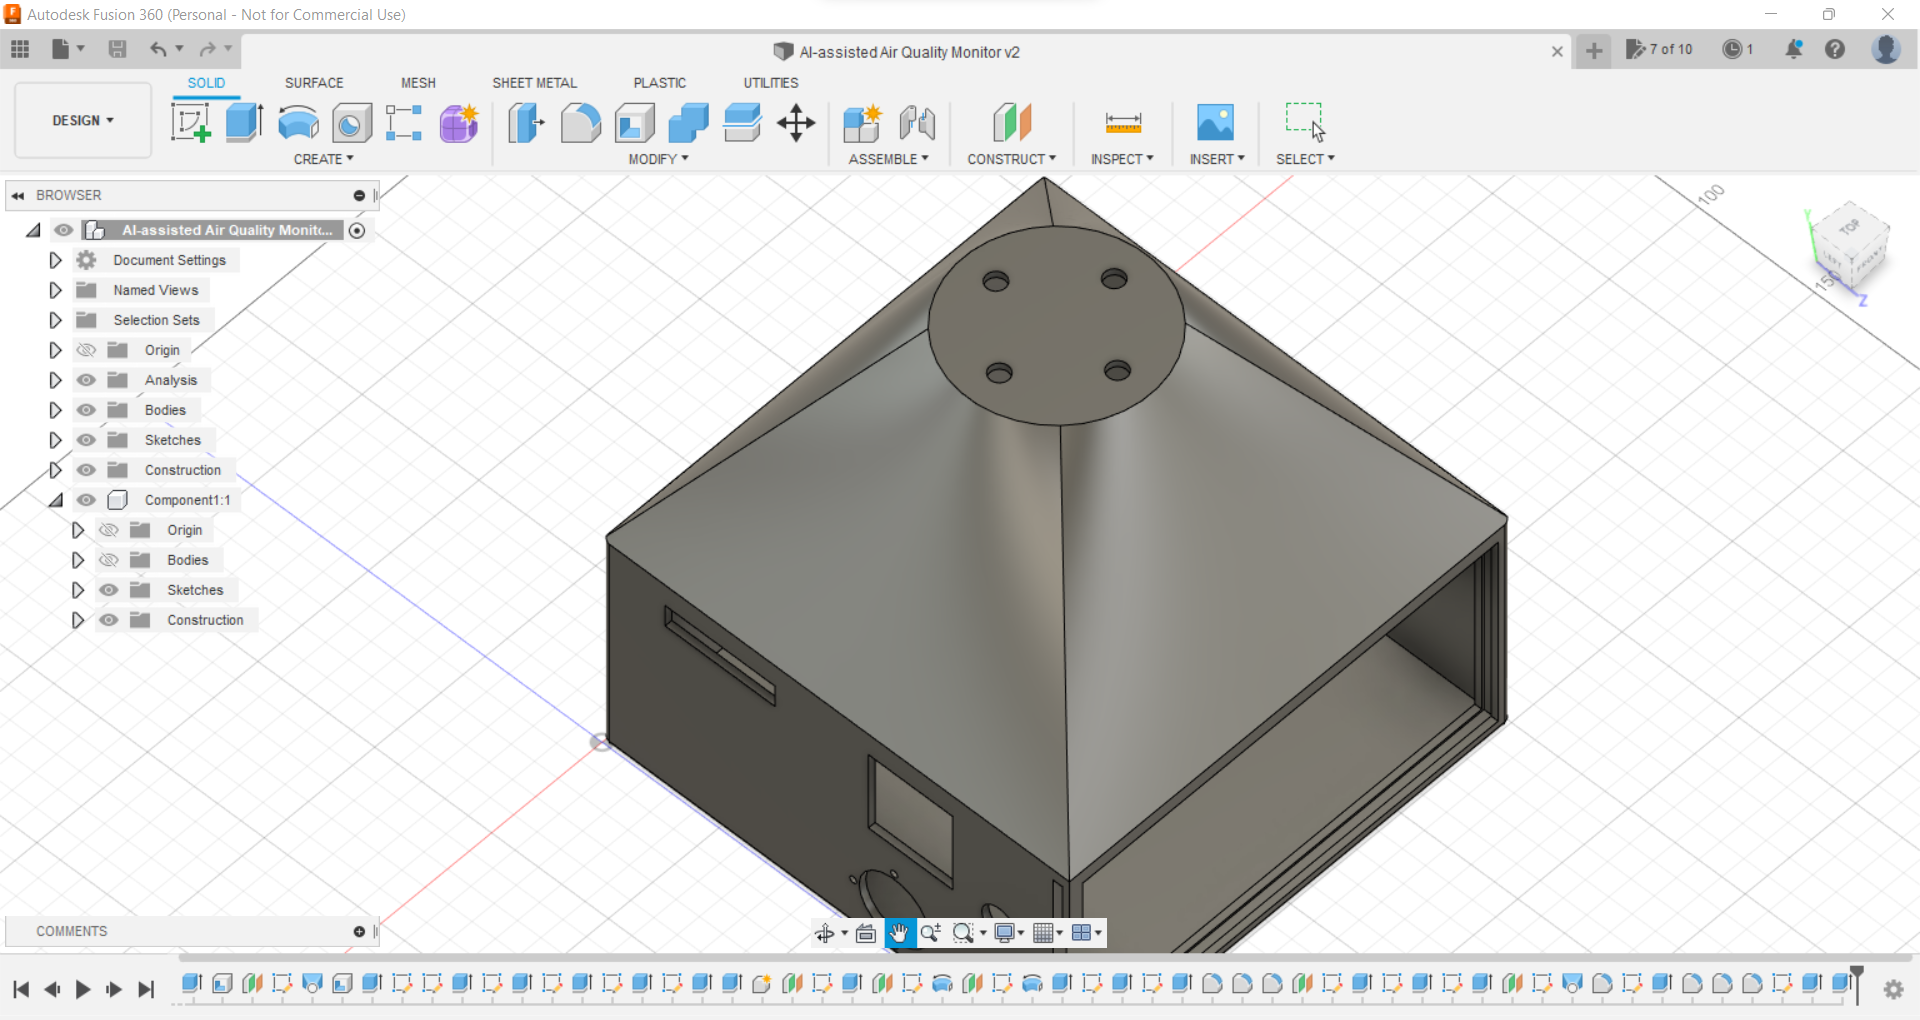 Autodesk Fusion 360 (Personal - Not for Commercial Use)
AI-assisted Air Quality Monitor v2
7 of 10
1
SOLID SURFACE MESH SHEET METAL PLASTIC UTILITIES
DESIGN
CREATE MODIFY ASSEMBLE CONSTRUCT INSPECT INSERT SELECT
BROWSER
AI-assisted Air Quality Monitc...
Document Settings
Named Views
Selection Sets
Origin
Analysis
Bodies
Sketches
Construction
Component1:1
Origin
Bodies
Sketches
Construction
100
Y
TOP
LEFT FRONT
150
Z
COMMENTS